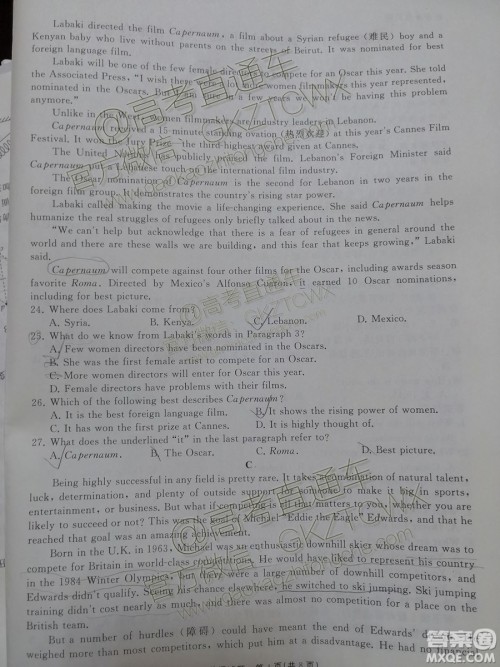 Labaki directed the film Capernaum, a film about a Syrian refugee (难民) boy and a
Kenyan baby who live without parents on the streets of Beirut. It was nominated for best
foreign language film.
Labaki will be one of the few female directors to compete for an Oscar this year. She told
the Associated Press, "I wish there were more women filmmakers this year represented,
nominated in the Oscars. But in a few years we won't be having this problem
anymore."
Unlike in the West, women filmmakers are industry leaders in Lebanon.
Capernaum received a 15-minute standing ovation (热烈欢迎) at this year's Cannes Film
Festival. It won the Jury Prize, the third highest award given at Cannes.
The United Nations publicly praised the film. Lebanon's Foreign Minister said
Capernaum a Lebanese touch on the international film industry.
The Oscar nomination of Capernaum is the second for Lebanon in two years in the
foreign film group. It demonstrates the country's rising star power.
Labaki called making the movie a life-changing experience. She said Capernaum helps
humanize the real struggles of refugees only briefly talked about in the news.
"We can't help but acknowledge that there is a fear of refugees in general around the
world and there are these walls we are building, and this fear that keeps growing," Labaki
said.
Capernaum will compete against four other films for the Oscar, including awards season
favorite Roma. Directed by Mexico's Alfonso Cuaron, it earned 10 Oscar nominations,
including for best picture.
24. Where does Labaki come from?
A. Syria. B. Kenya. C. Lebanon. D. Mexico.
25. What do we know from Labaki's words in Paragraph 3?
A. Few women directors have been nominated in the Oscars.
B. She was the first female artist to compete for an Oscar.
C. More women directors will enter for Oscar this year.
D. Female directors have problems with their films.
26. Which of the following best describes Capernaum?
A. It is the best foreign language film. B. It shows the rising power of women.
C. It has won the first prize at Cannes. D. It is highly thought of.
27. What does the underlined "it" in the last paragraph refer to?
A. Capernaum. B. The Oscar. C. Roma. D. Best picture.
C
Being highly successful in any field is pretty rare. It takes a combination of natural talent,
luck, determination, and plenty of outside support for someone to make it big in sports,
entertainment, or business. But what if competing is all that matters to you, whether you are
likely to succeed or not? This was the goal of Michael "Eddie the Eagle" Edwards, and he
reached that goal was an amazing achievement.
Born in the U.K. in 1963, Michael was an enthusiastic downhill skier whose dream was to
compete for Britain in world-class competitions. He would have liked to represent his country
in the 1984 Winter Olympics, but there were a large number of downhill competitors, and
Edwards didn't qualify. Seeing his chance elsewhere, he switched to ski jumping. Ski jumping
training didn't cost nearly as much, and there was almost no competition for a place on the
British team.
But a number of hurdles (障碍) could have meant the end of Edwards'
more than most competitors, which put him at a disadvantage. He had no financial
@高考直通车
GKZTCWX
答案圈
MXQE.COM